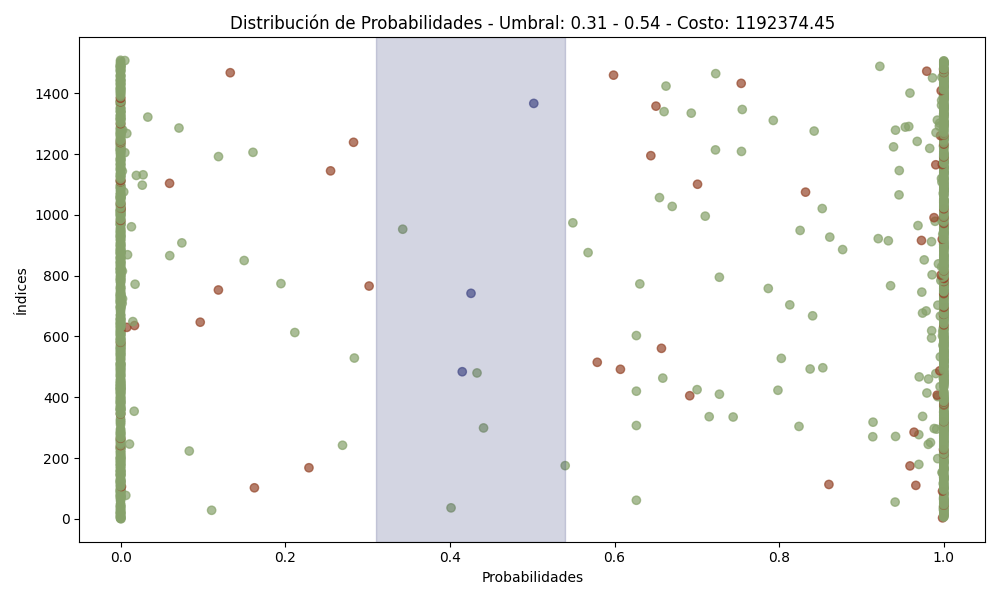 Distribución de Probabilidades - Umbral: 0.31 - 0.54 - Costo: 1192374.45
1400
1200
1000
800
600
400
200
0
Índices
0.0 0.2 0.4 0.6 0.8 1.0
Probabilidades